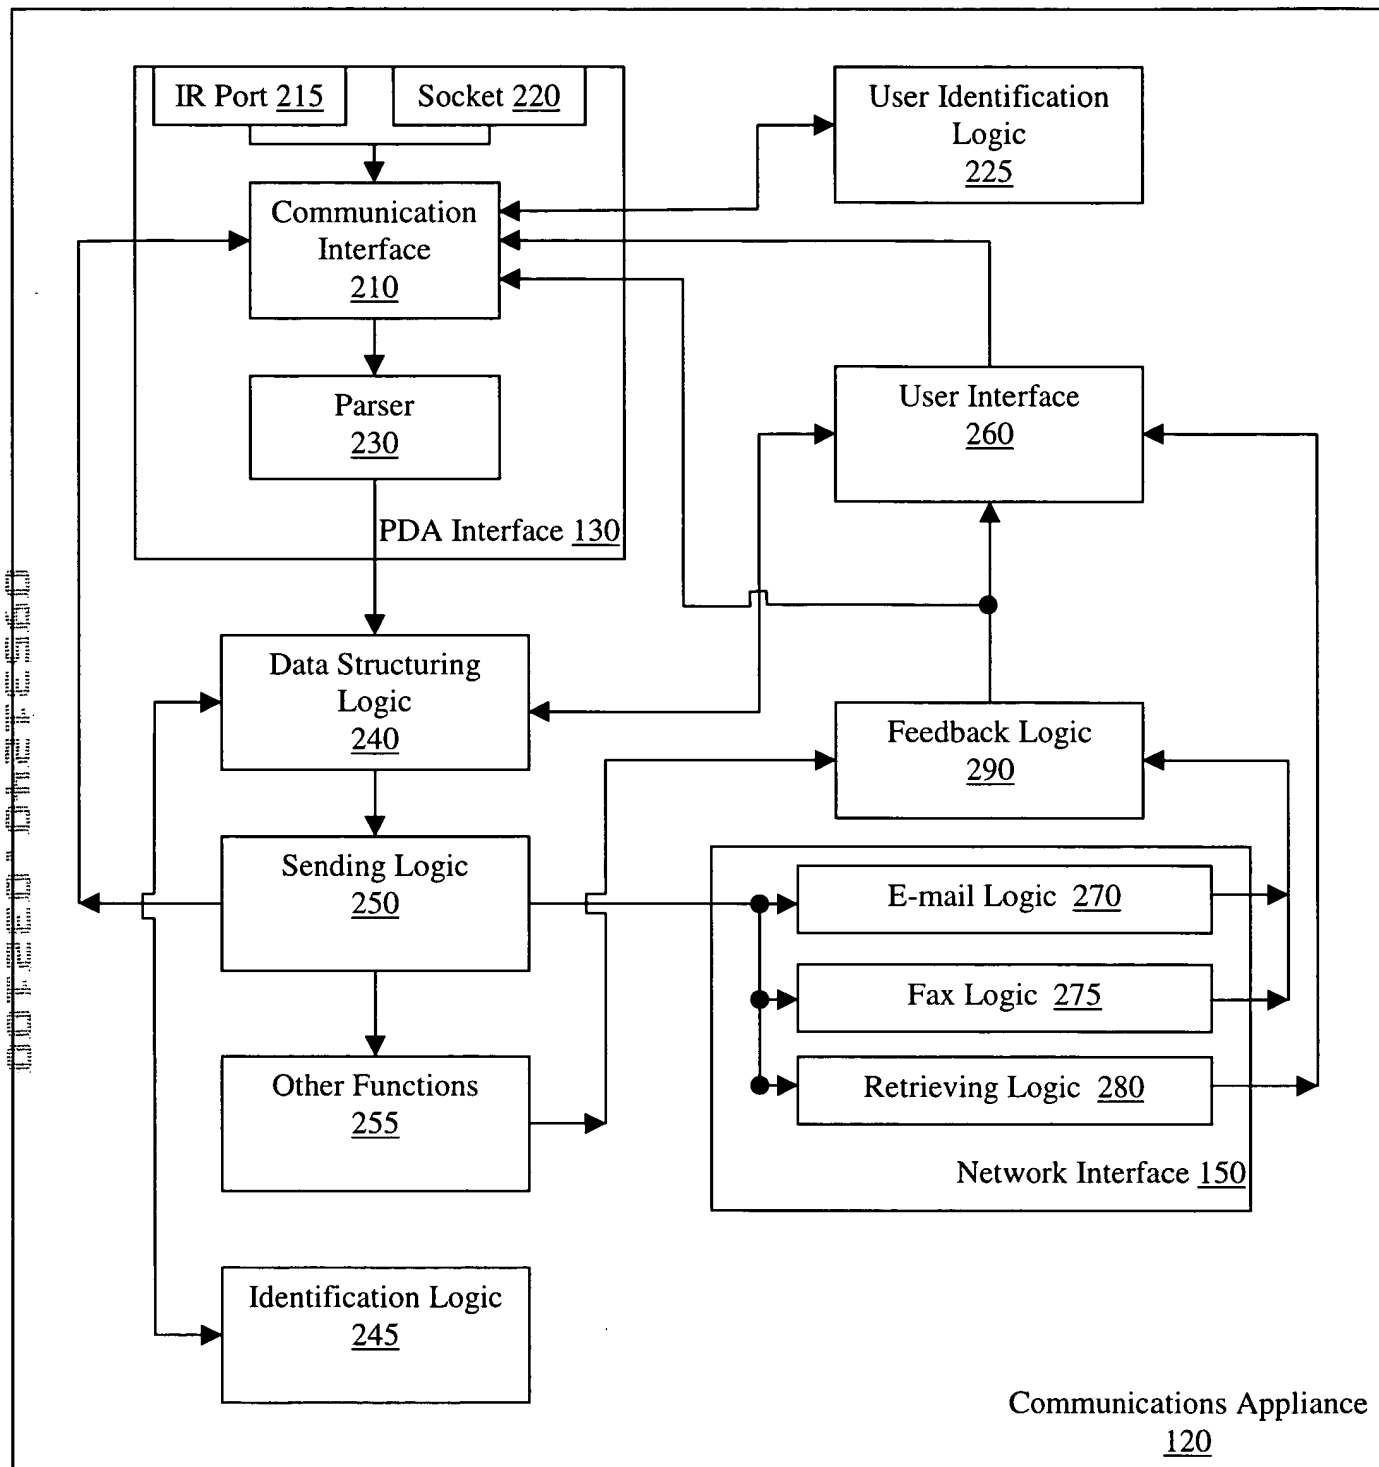 IR Port 215
Socket 220
User Identification
Logic
225
Communication
Interface
210
Parser
230
PDA Interface 130
User Interface
260
Data Structuring
Logic
240
Feedback Logic
290
Sending Logic
250
E-mail Logic 270
Fax Logic 275
Retrieving Logic 280
Network Interface 150
Other Functions
255
Identification Logic
245
Communications Appliance
120